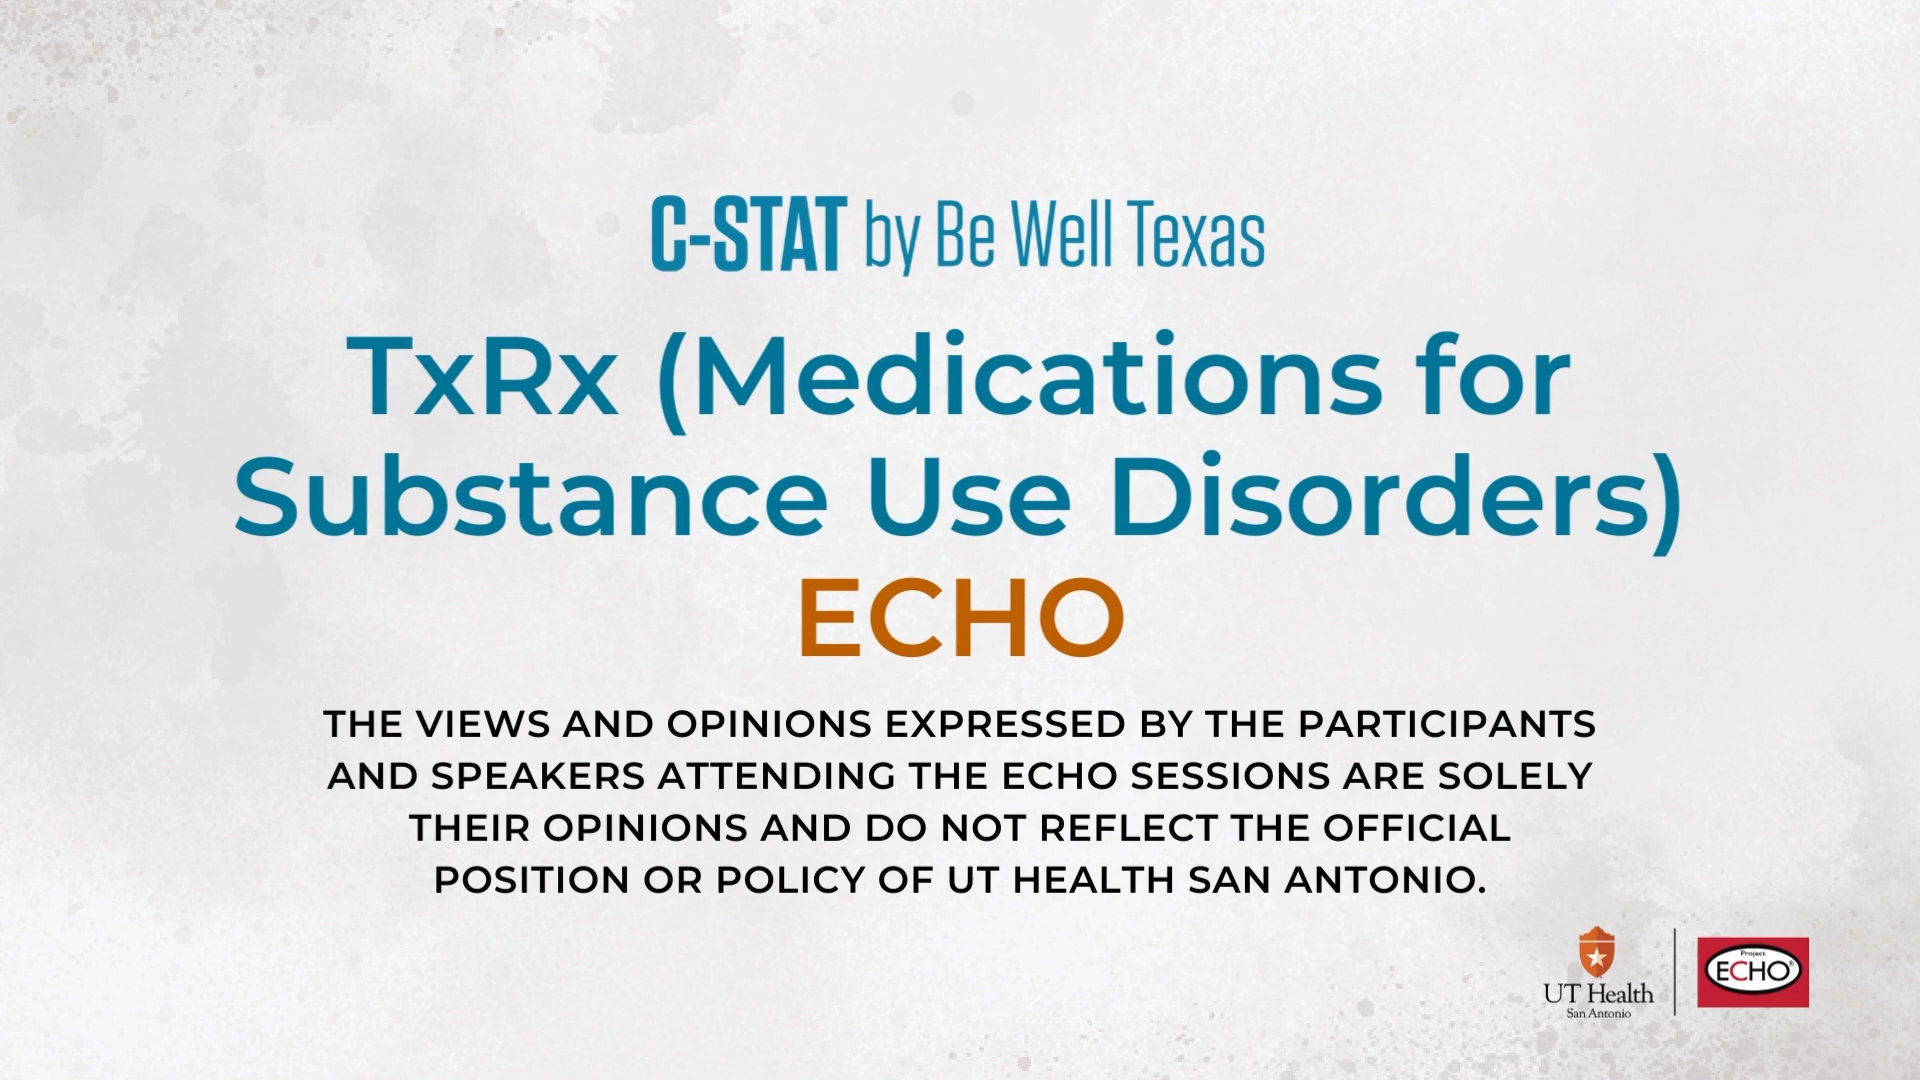 C-STAT by Be Well Texas
TxRx (Medications for
Substance Use Disorders)
ECHO
THE VIEWS AND OPINIONS EXPRESSED BY THE PARTICIPANTS
AND SPEAKERS ATTENDING THE ECHO SESSIONS ARE SOLELY
THEIR OPINIONS AND DO NOT REFLECT THE OFFICIAL
POSITION OR POLICY OF UT HEALTH SAN ANTONIO.
UT Health
San Antonio
Project
ECHO®